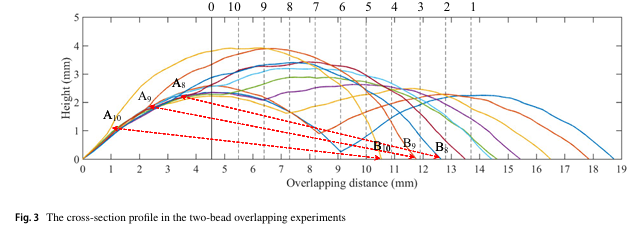 0 10 9 8 7 6 5 4 3 2 1
5
4
3
2
1
0
Height (mm)
A8
A9
A10
B10
B9
B8
0 1 2 3 4 5 6 7 8 9 10 11 12 13 14 15 16 17 18 19
Overlapping distance (mm)
Fig. 3 The cross-section profile in the two-bead overlapping experiments